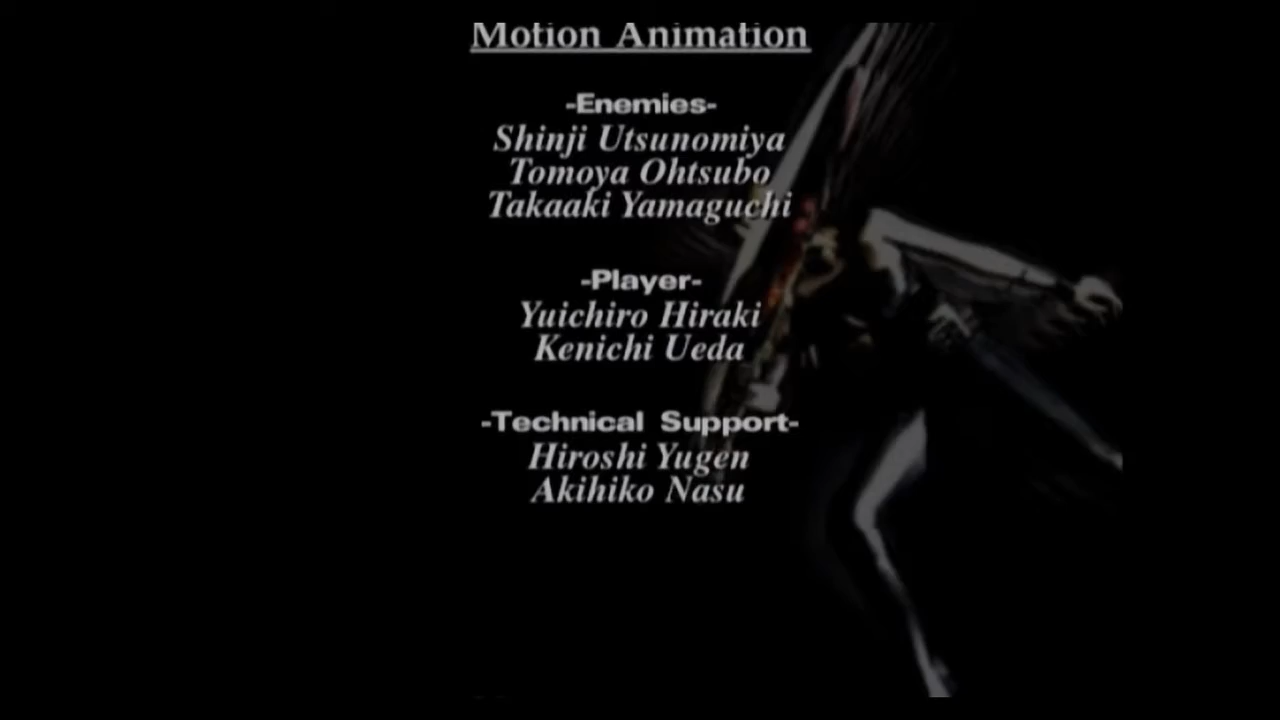 Motion Animation
-Enemies-
Shinji Utsunomiya
Tomoya Ohtsubo
Takaaki Yamaguchi
-Player-
Yuichiro Hiraki
Kenichi Ueda
-Technical Support-
Hiroshi Yugen
Akihiko Nasu